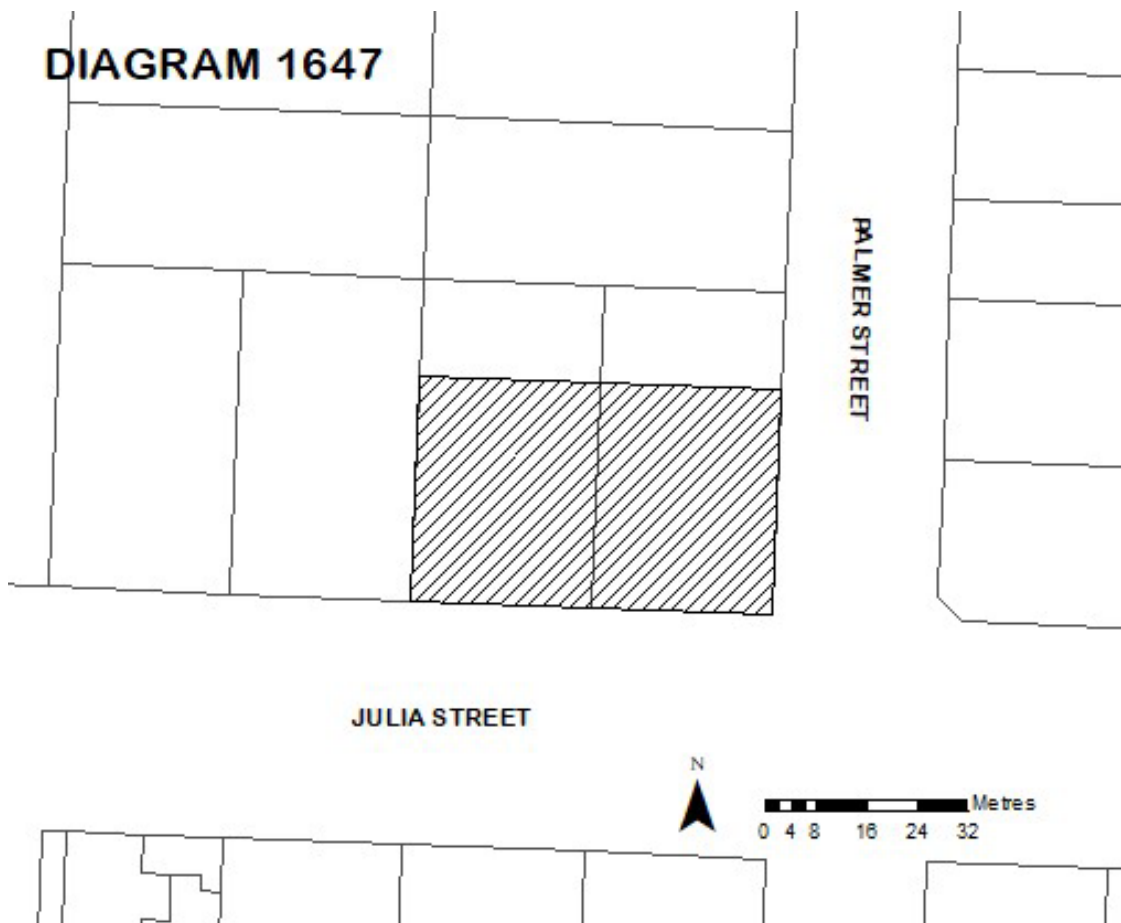 DIAGRAM 1647
PALMER STREET
JULIA STREET
N
Metres
0 4 8 16 24 32